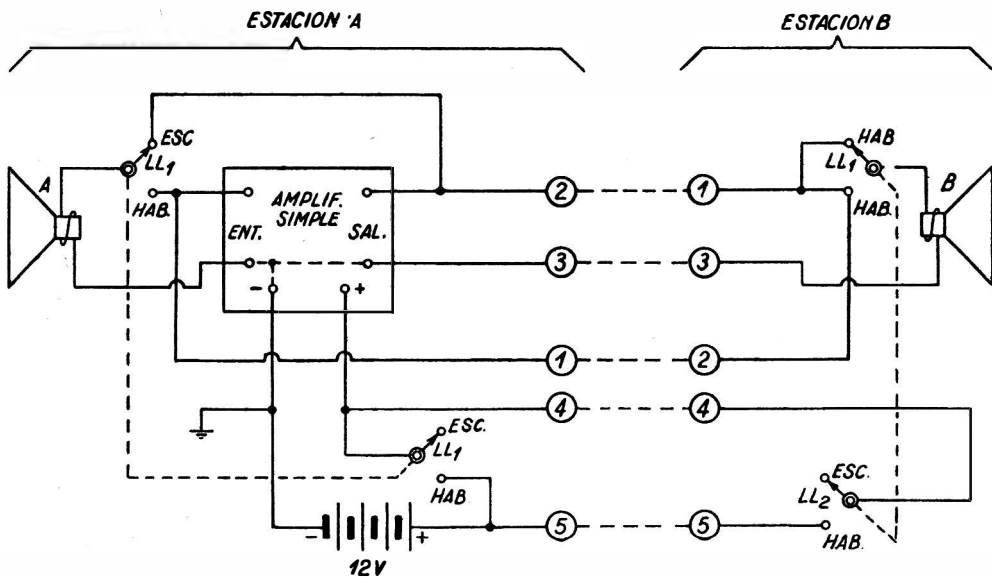 ESTACION A
ESTACION B
ESC
LL1
HAB.
A
AMPLIF.
SIMPLE
ENT.
SAL.
-
+
2
1
HAB
LL1
HAB.
B
3
3
1
2
4
4
ESC.
LL1
HAB
ESC.
LL2
HAB.
-
+
12V
5
5